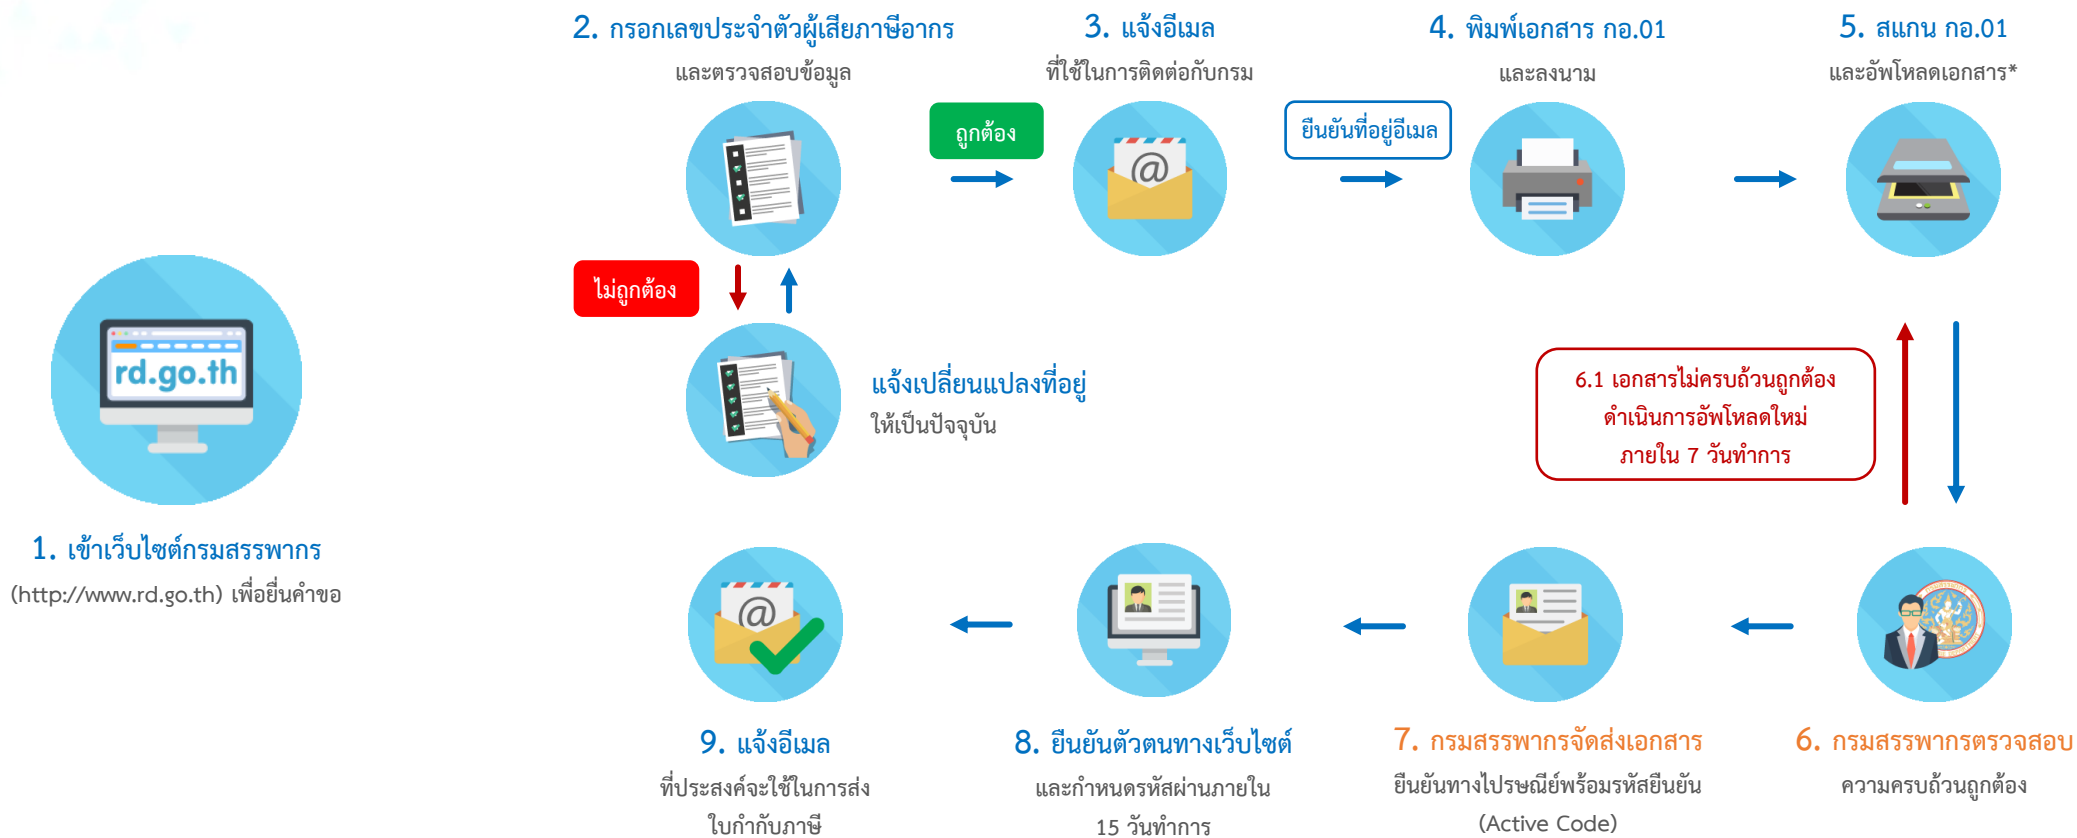 2. กรอกเลขประจำตัวผู้เสียภาษีอากร
และตรวจสอบข้อมูล
3. แจ้งอีเมล
ที่ใช้ในการติดต่อกับกรม
4. พิมพ์เอกสาร กอ.01
และลงนาม
5. สแกน กอ.01
และอัพโหลดเอกสาร*
ถูกต้อง
ยืนยันที่อยู่อีเมล
ไม่ถูกต้อง
แจ้งเปลี่ยนแปลงที่อยู่
ให้เป็นปัจจุบัน
rd.go.th
1. เข้าเว็บไซต์กรมสรรพากร
(http://www.rd.go.th) เพื่อยื่นคำขอ
6.1 เอกสารไม่ครบถ้วนถูกต้อง
ดำเนินการอัพโหลดใหม่
ภายใน 7 วันทำการ
9. แจ้งอีเมล
ที่ประสงค์จะใช้ในการส่ง
ใบกำกับภาษี
8. ยืนยันตัวตนทางเว็บไซต์
และกำหนดรหัสผ่านภายใน
15 วันทำการ
7. กรมสรรพากรจัดส่งเอกสาร
ยืนยันทางไปรษณีย์พร้อมรหัสยืนยัน
(Active Code)
6. กรมสรรพากรตรวจสอบ
ความครบถ้วนถูกต้อง